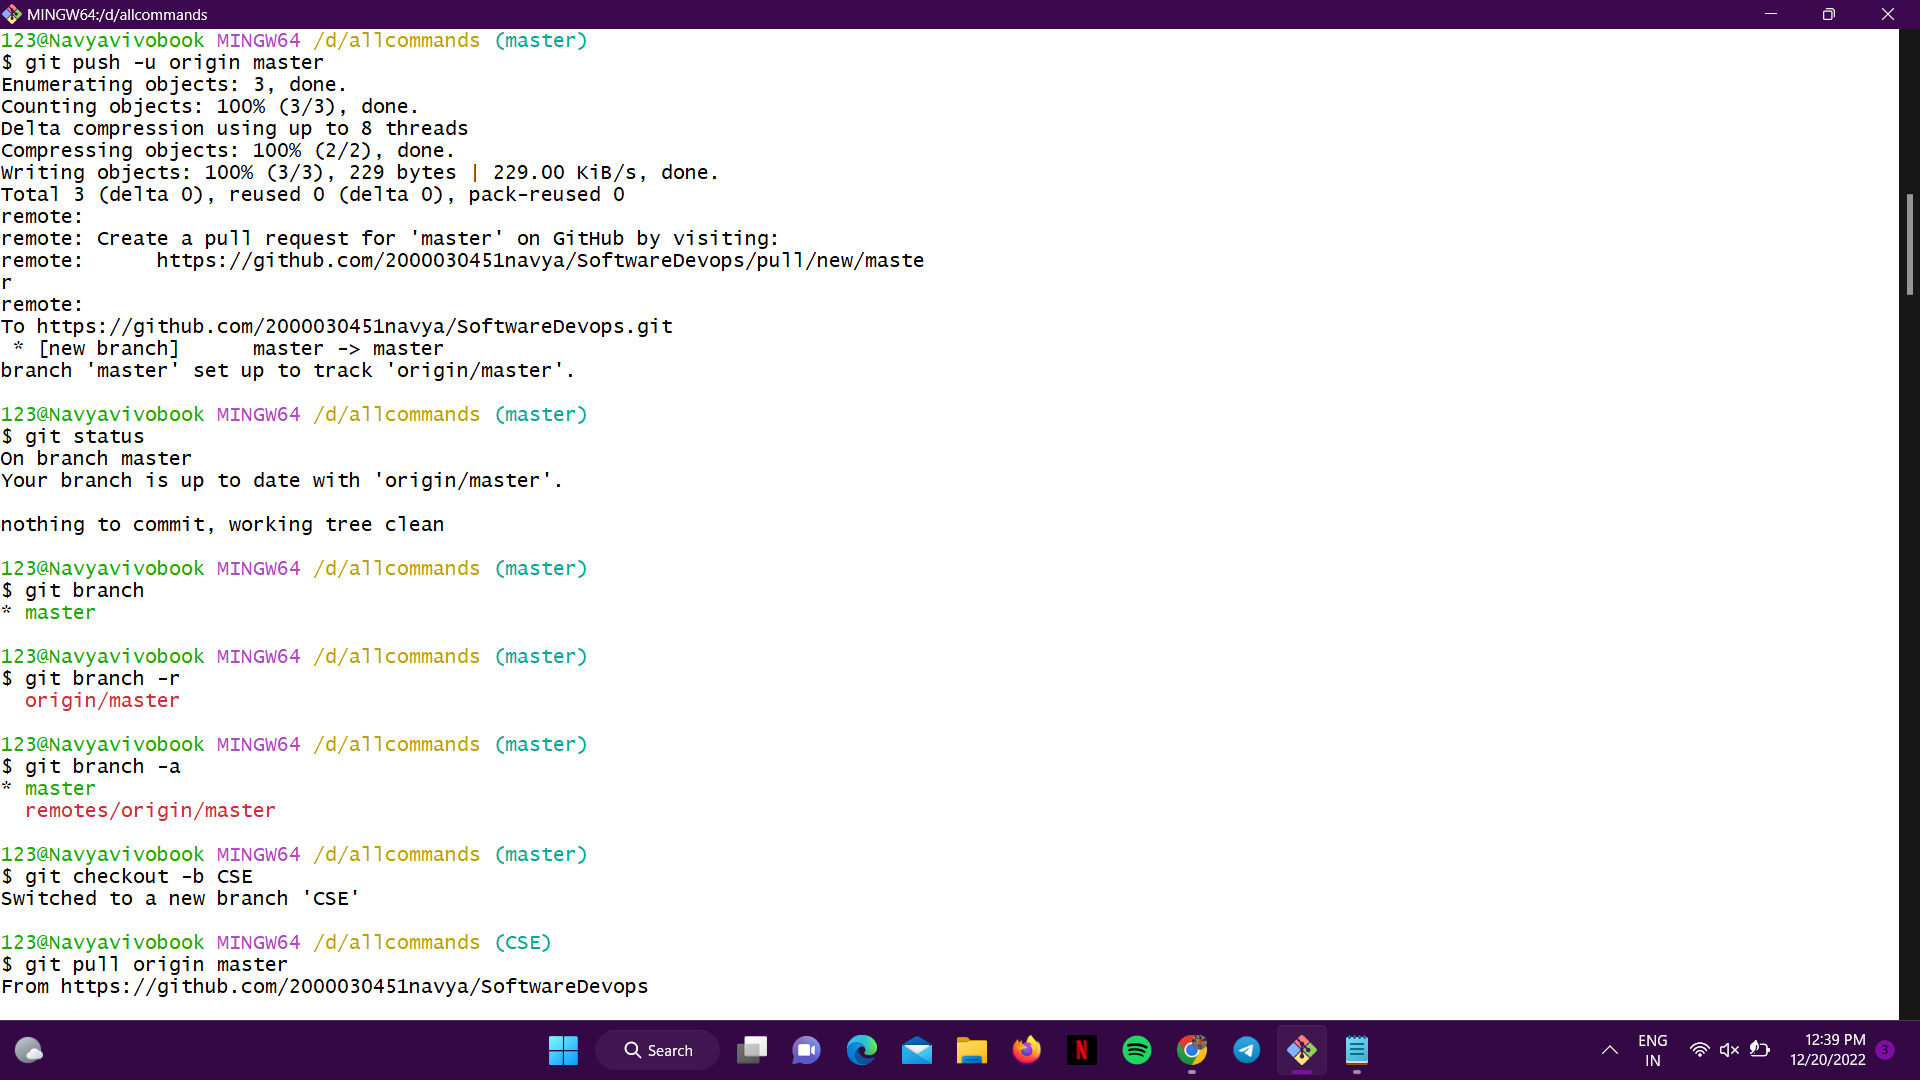 MINGW64:/d/allcommands
123@Navyavivobook MINGW64 /d/allcommands (master)
$ git push -u origin master
Enumerating objects: 3, done.
Counting objects: 100% (3/3), done.
Delta compression using up to 8 threads
Compressing objects: 100% (2/2), done.
Writing objects: 100% (3/3), 229 bytes | 229.00 KiB/s, done.
Total 3 (delta 0), reused 0 (delta 0), pack-reused 0
remote:
remote: Create a pull request for 'master' on GitHub by visiting:
remote:      https://github.com/2000030451navya/SoftwareDevops/pull/new/maste
r
remote:
To https://github.com/2000030451navya/SoftwareDevops.git
 * [new branch]      master -> master
branch 'master' set up to track 'origin/master'.
123@Navyavivobook MINGW64 /d/allcommands (master)
$ git status
On branch master
Your branch is up to date with 'origin/master'.
nothing to commit, working tree clean
123@Navyavivobook MINGW64 /d/allcommands (master)
$ git branch
* master
123@Navyavivobook MINGW64 /d/allcommands (master)
$ git branch -r
  origin/master
123@Navyavivobook MINGW64 /d/allcommands (master)
$ git branch -a
* master
  remotes/origin/master
123@Navyavivobook MINGW64 /d/allcommands (master)
$ git checkout -b CSE
Switched to a new branch 'CSE'
123@Navyavivobook MINGW64 /d/allcommands (CSE)
$ git pull origin master
From https://github.com/2000030451navya/SoftwareDevops
Search
N
ENG
IN
12:39 PM
12/20/2022
3